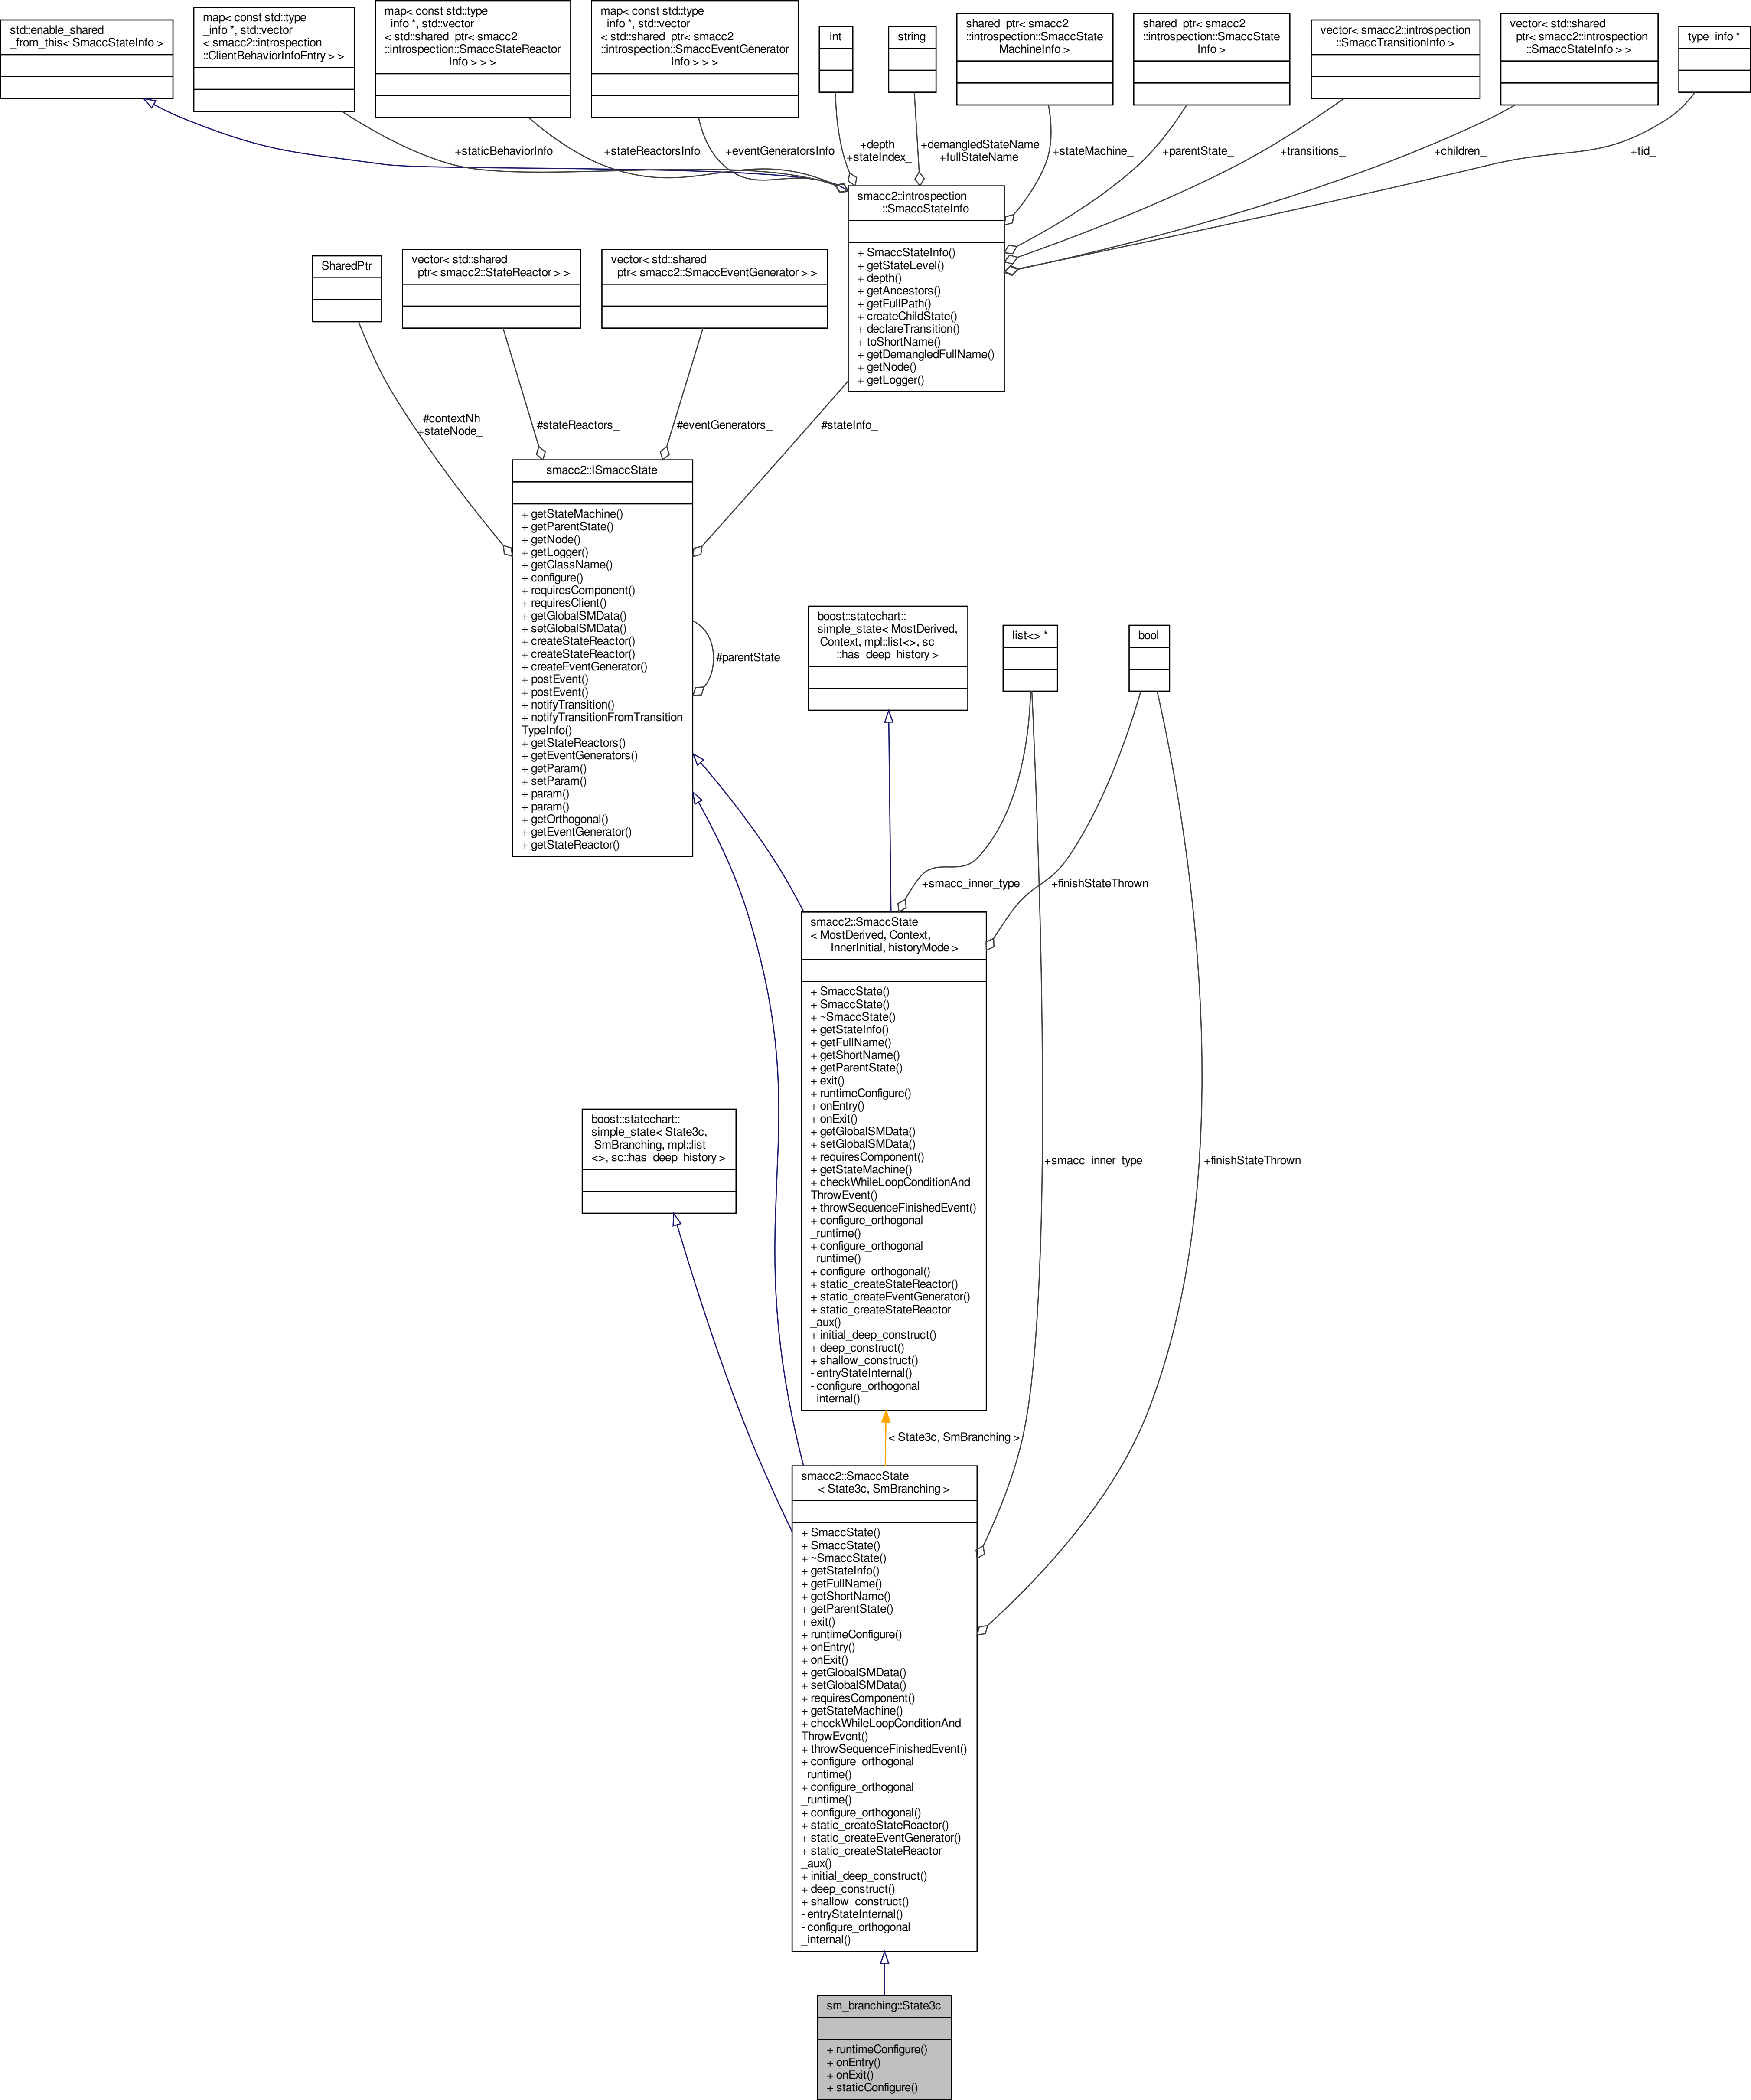 std::enable_shared
_from_this< SmaccStateInfo >
map< const std::type
_info *, std::vector
< smacc2::introspection
::ClientBehaviorInfoEntry > >
map< const std::type
_info *, std::vector
< std::shared_ptr< smacc2
::introspection::SmaccStateReactor
Info > > >
map< const std::type
_info *, std::vector
< std::shared_ptr< smacc2
::introspection::SmaccEventGenerator
Info > > >
int
string
shared_ptr< smacc2
::introspection::SmaccState
MachineInfo >
shared_ptr< smacc2
::introspection::SmaccState
Info >
vector< smacc2::introspection
::SmaccTransitionInfo >
vector< std::shared
_ptr< smacc2::introspection
::SmaccStateInfo > >
type_info *
+staticBehaviorInfo
+stateReactorsInfo
+eventGeneratorsInfo
+depth_
+stateIndex_
+demangledStateName
+fullStateName
+stateMachine_
+parentState_
+transitions_
+children_
+tid_
smacc2::introspection
::SmaccStateInfo
+ SmaccStateInfo()
+ getStateLevel()
+ depth()
+ getAncestors()
+ getFullPath()
+ createChildState()
+ declareTransition()
+ toShortName()
+ getDemangledFullName()
+ getNode()
+ getLogger()
SharedPtr
vector< std::shared
_ptr< smacc2::StateReactor > >
vector< std::shared
_ptr< smacc2::SmaccEventGenerator > >
#contextNh
+stateNode_
#stateReactors_
#eventGenerators_
#stateInfo_
smacc2::ISmaccState
+ getStateMachine()
+ getParentState()
+ getNode()
+ getLogger()
+ getClassName()
+ configure()
+ requiresComponent()
+ requiresClient()
+ getGlobalSMData()
+ setGlobalSMData()
+ createStateReactor()
+ createStateReactor()
+ createEventGenerator()
+ postEvent()
+ postEvent()
+ notifyTransition()
+ notifyTransitionFromTransition
TypeInfo()
+ getStateReactors()
+ getEventGenerators()
+ getParam()
+ setParam()
+ param()
+ param()
+ getOrthogonal()
+ getEventGenerator()
+ getStateReactor()
#parentState_
boost::statechart::
simple_state< MostDerived,
Context, mpl::list<>, sc
::has_deep_history >
list<> *
bool
+smacc_inner_type
+finishStateThrown
smacc2::SmaccState
< MostDerived, Context,
InnerInitial, historyMode >
+ SmaccState()
+ SmaccState()
+ ~SmaccState()
+ getStateInfo()
+ getFullName()
+ getShortName()
+ getParentState()
+ exit()
+ runtimeConfigure()
+ onEntry()
+ onExit()
+ getGlobalSMData()
+ setGlobalSMData()
+ requiresComponent()
+ getStateMachine()
+ checkWhileLoopConditionAnd
ThrowEvent()
+ throwSequenceFinishedEvent()
+ configure_orthogonal
_runtime()
+ configure_orthogonal
_runtime()
+ configure_orthogonal()
+ static_createStateReactor()
+ static_createEventGenerator()
+ static_createStateReactor
_aux()
+ initial_deep_construct()
+ deep_construct()
+ shallow_construct()
- entryStateInternal()
- configure_orthogonal
_internal()
boost::statechart::
simple_state< State3c,
SmBranching, mpl::list
<>, sc::has_deep_history >
+smacc_inner_type
+finishStateThrown
< State3c, SmBranching >
smacc2::SmaccState
< State3c, SmBranching >
+ SmaccState()
+ SmaccState()
+ ~SmaccState()
+ getStateInfo()
+ getFullName()
+ getShortName()
+ getParentState()
+ exit()
+ runtimeConfigure()
+ onEntry()
+ onExit()
+ getGlobalSMData()
+ setGlobalSMData()
+ requiresComponent()
+ getStateMachine()
+ checkWhileLoopConditionAnd
ThrowEvent()
+ throwSequenceFinishedEvent()
+ configure_orthogonal
_runtime()
+ configure_orthogonal
_runtime()
+ configure_orthogonal()
+ static_createStateReactor()
+ static_createEventGenerator()
+ static_createStateReactor
_aux()
+ initial_deep_construct()
+ deep_construct()
+ shallow_construct()
- entryStateInternal()
- configure_orthogonal
_internal()
sm_branching::State3c
+ runtimeConfigure()
+ onEntry()
+ onExit()
+ staticConfigure()